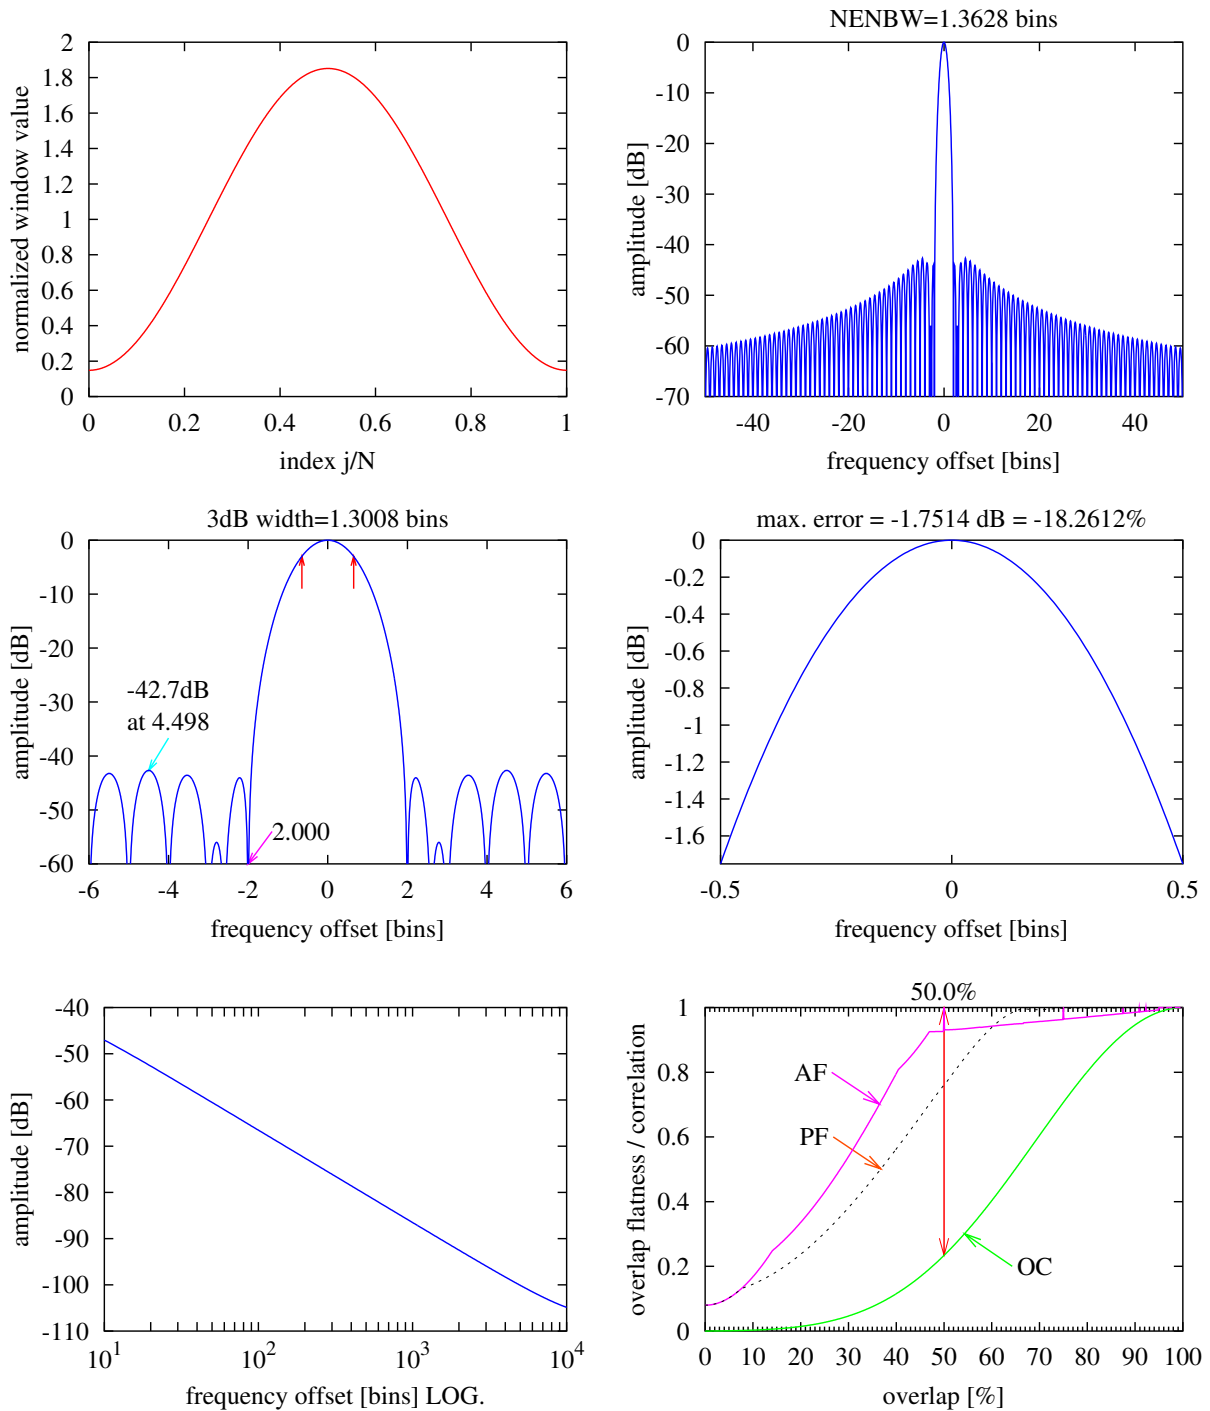 normalized window value
2
1.8
1.6
1.4
1.2
1
0.8
0.6
0.4
0.2
0
0 0.2 0.4 0.6 0.8 1
index j/N
NENBW=1.3628 bins
amplitude [dB]
0
-10
-20
-30
-40
-50
-60
-70
-40 -20 0 20 40
frequency offset [bins]
3dB width=1.3008 bins
amplitude [dB]
0
-10
-20
-30
-40
-50
-60
-42.7dB
at 4.498
2.000
-6 -4 -2 0 2 4 6
frequency offset [bins]
max. error = -1.7514 dB = -18.2612%
amplitude [dB]
0
-0.2
-0.4
-0.6
-0.8
-1
-1.2
-1.4
-1.6
-0.5 0 0.5
frequency offset [bins]
amplitude [dB]
-40
-50
-60
-70
-80
-90
-100
-110
10^1 10^2 10^3 10^4
frequency offset [bins] LOG.
50.0%
overlap flatness / correlation
1
0.8
0.6
0.4
0.2
0
AF
PF
OC
0 10 20 30 40 50 60 70 80 90 100
overlap [%]